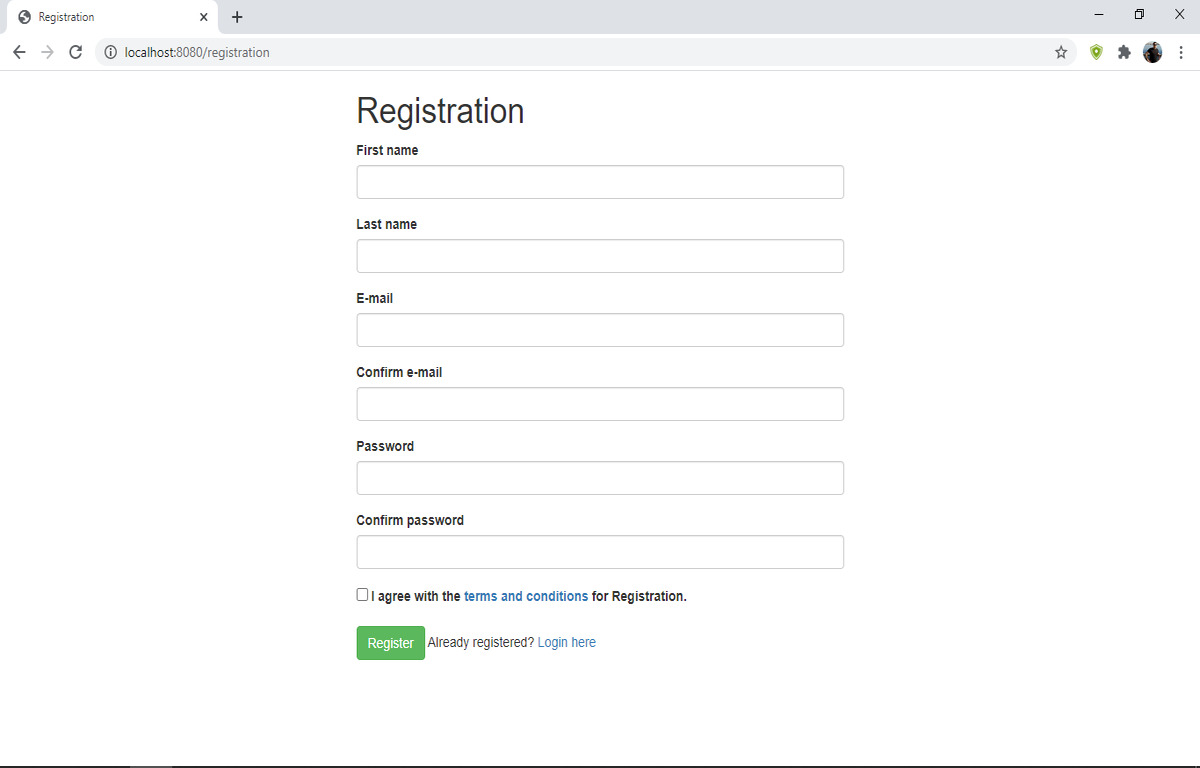 Registration
localhost:8080/registration
Registration
First name
Last name
E-mail
Confirm e-mail
Password
Confirm password
I agree with the terms and conditions for Registration.
Register Already registered? Login here